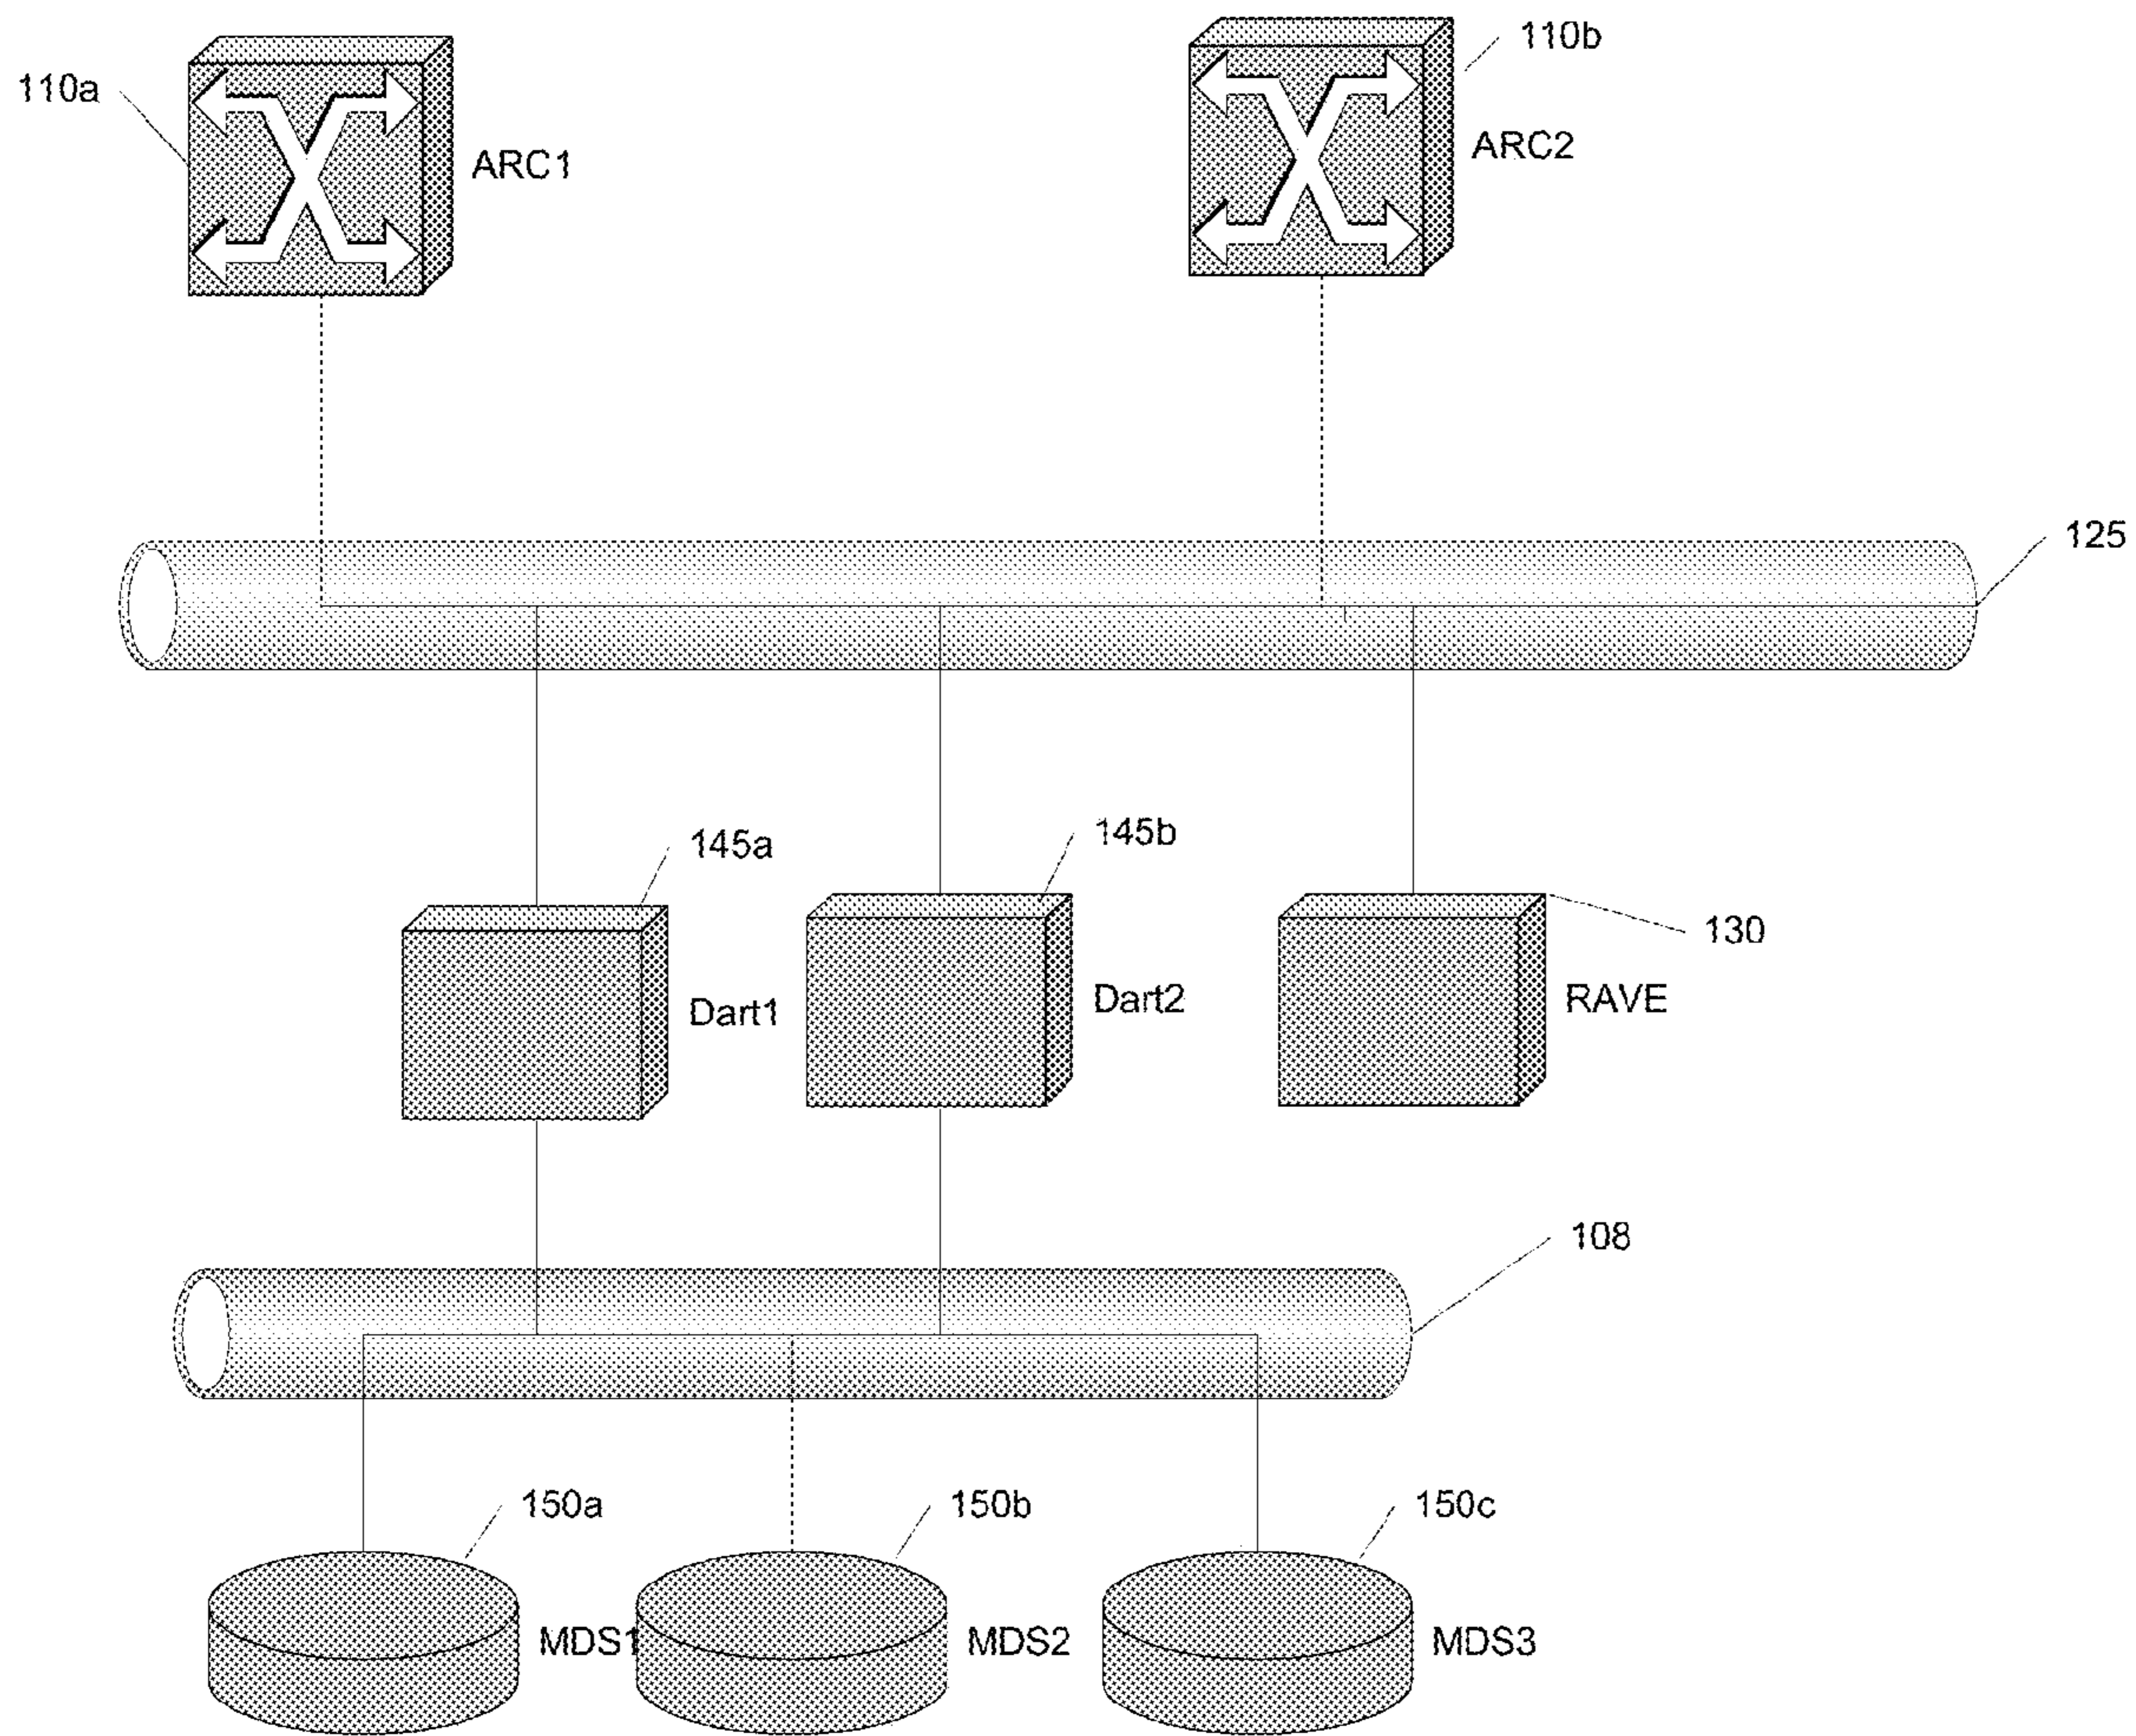 110a
ARC1
110b
ARC2
125
145a
Dart1
145b
Dart2
130
RAVE
108
150a
MDS1
150b
MDS2
150c
MDS3